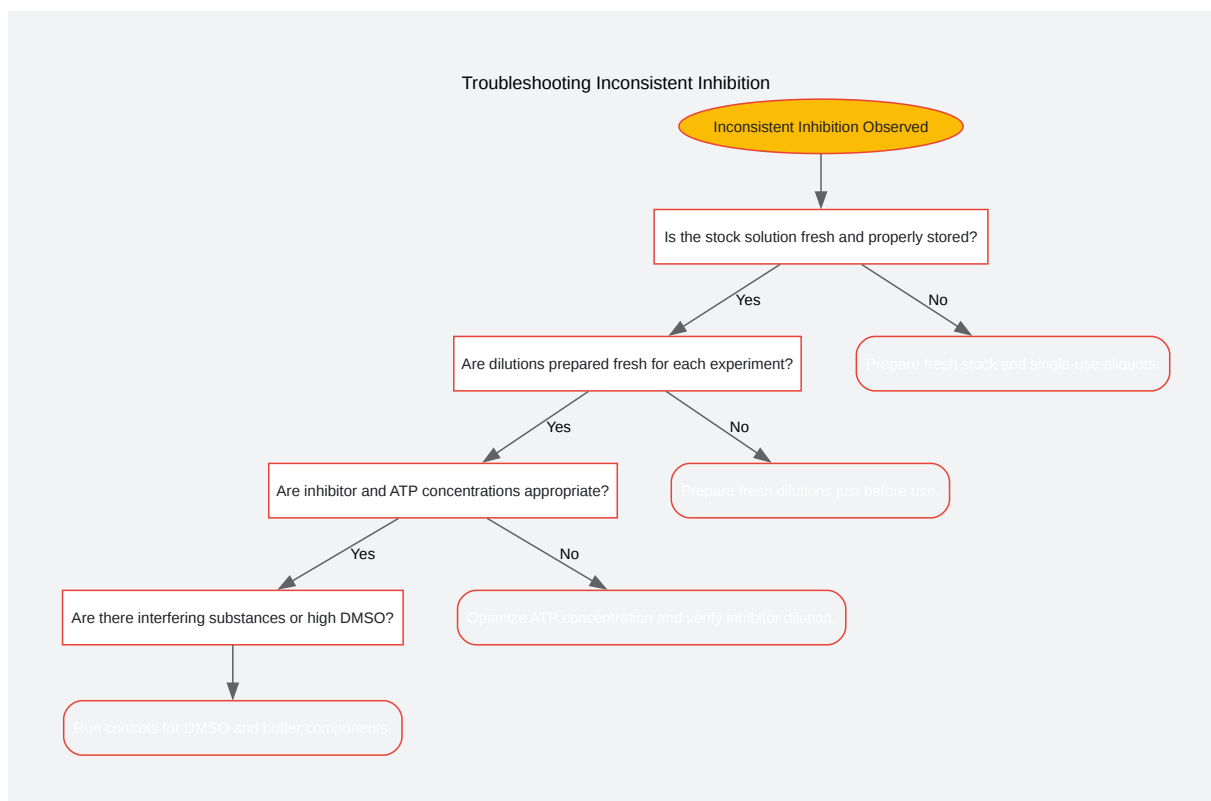 Troubleshooting Inconsistent Inhibition
Inconsistent Inhibition Observed
Is the stock solution fresh and properly stored?
Yes
No
Are dilutions prepared fresh for each experiment?
Prepare fresh stock and single-use aliquots.
Yes
No
Are inhibitor and ATP concentrations appropriate?
Prepare fresh dilutions just before use.
Yes
No
Are there interfering substances or high DMSO?
Optimize ATP concentration and verify inhibitor dilution.
Run controls for DMSO and buffer components.